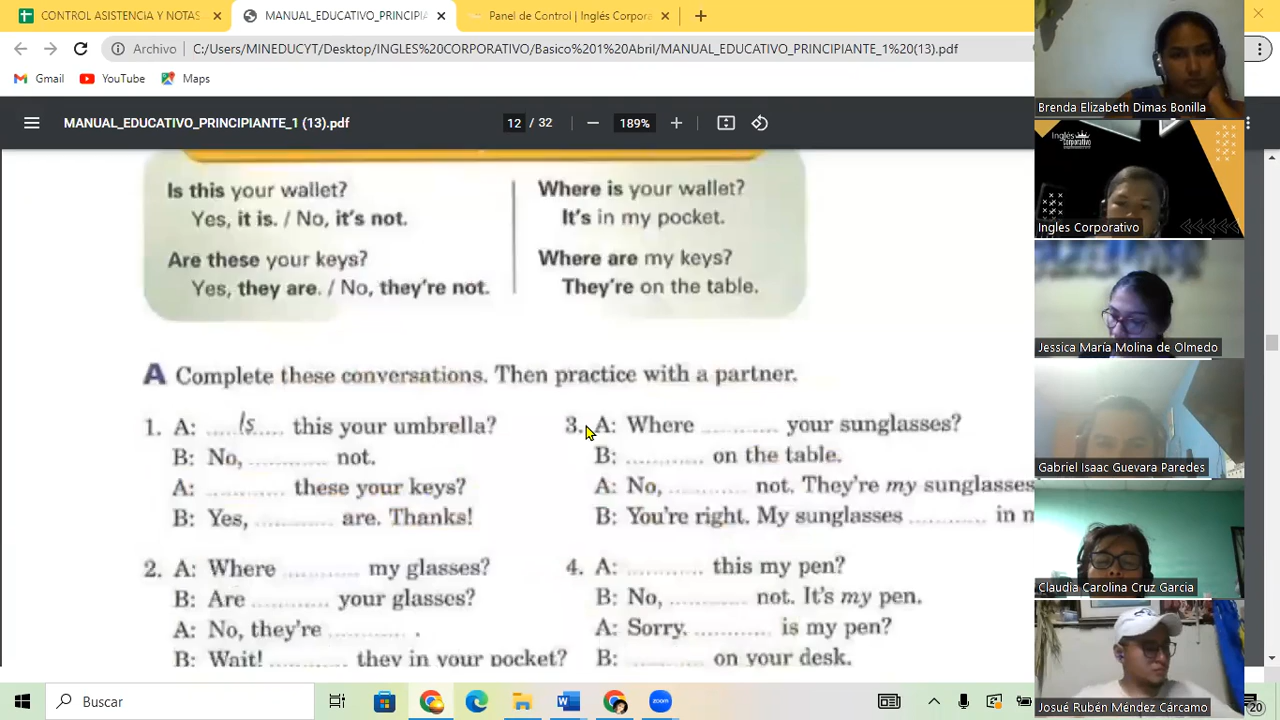 CONTROL ASISTENCIA Y NOTAS
MANUAL_EDUCATIVO_PRINCIPIA
Panel de Control | Inglés Corpora
Archivo
C:/Users/MINEDUCYT/Desktop/INGLES%20CORPORATIVO/Basico%201%20Abril/MANUAL_EDUCATIVO_PRINCIPIANTE_1%20(13).pdf
Gmail
YouTube
Maps
MANUAL_EDUCATIVO_PRINCIPIANTE_1 (13).pdf
12 / 32
189%
Is this your wallet?
Yes, it is. / No, it's not.
Are these your keys?
Yes, they are. / No, they're not.
Where is your wallet?
It's in my pocket.
Where are my keys?
They're on the table.
A Complete these conversations. Then practice with a partner.
1. A: .....Is..... this your umbrella?
B: No, ............ not.
A: ............ these your keys?
B: Yes, ............ are. Thanks!
2. A: Where ............ my glasses?
B: Are ............ your glasses?
A: No, they're ............ .
B: Wait! ............ they in your pocket?
3. A: Where ............ your sunglasses?
B: ............ on the table.
A: No, ............ not. They're my sunglasses
B: You're right. My sunglasses ............ in m
4. A: ............ this my pen?
B: No, ............ not. It's my pen.
A: Sorry. ............ is my pen?
B: ............ on your desk.
Brenda Elizabeth Dimas Bonilla
Inglés
Corporativo
Ingles Corporativo
Jessica María Molina de Olmedo
Gabriel Isaac Guevara Paredes
Claudia Carolina Cruz Garcia
Josué Rubén Méndez Cárcamo
Buscar
zoom
20